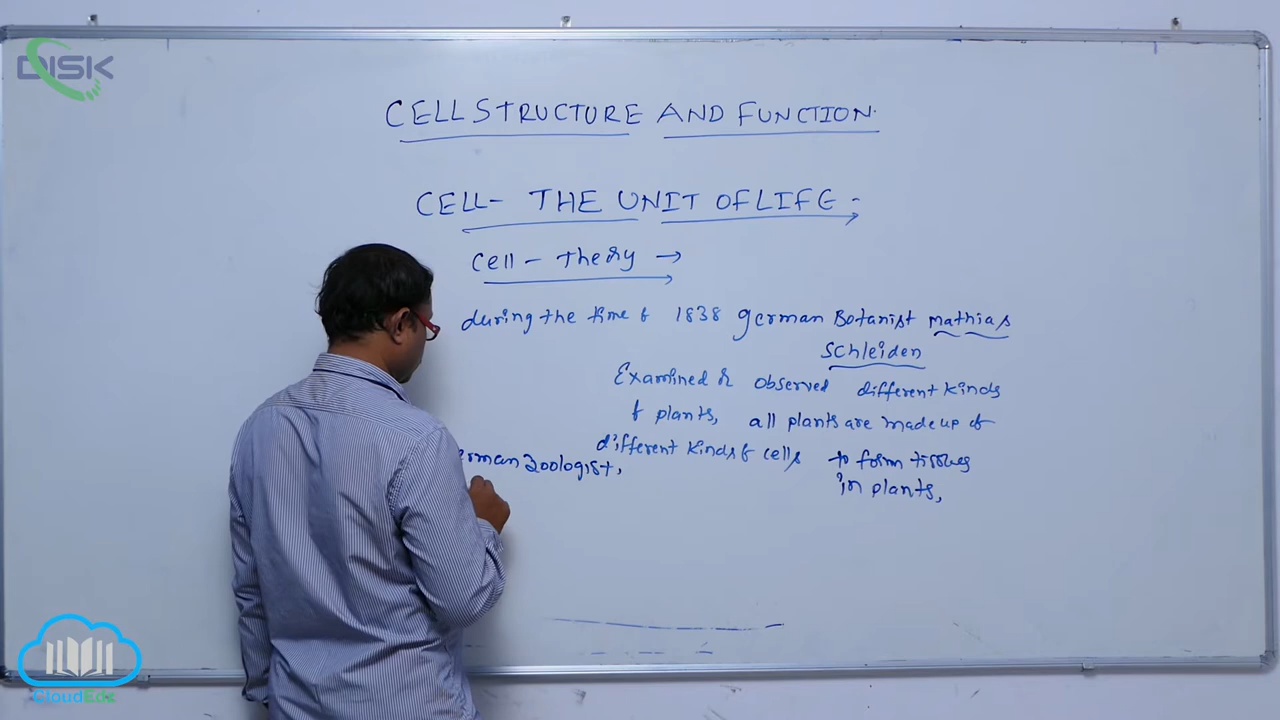 DISK
CELL STRUCTURE AND FUNCTION.
CELL- THE UNIT OF LIFE -
Cell - theory →
during the time of 1838 german Botanist Mathias
Schleiden
Examined & observed different kinds
of plants, all plants are made up of
different kinds of cells to form tissues
in plants,
erman Zoologist,
CloudEdz